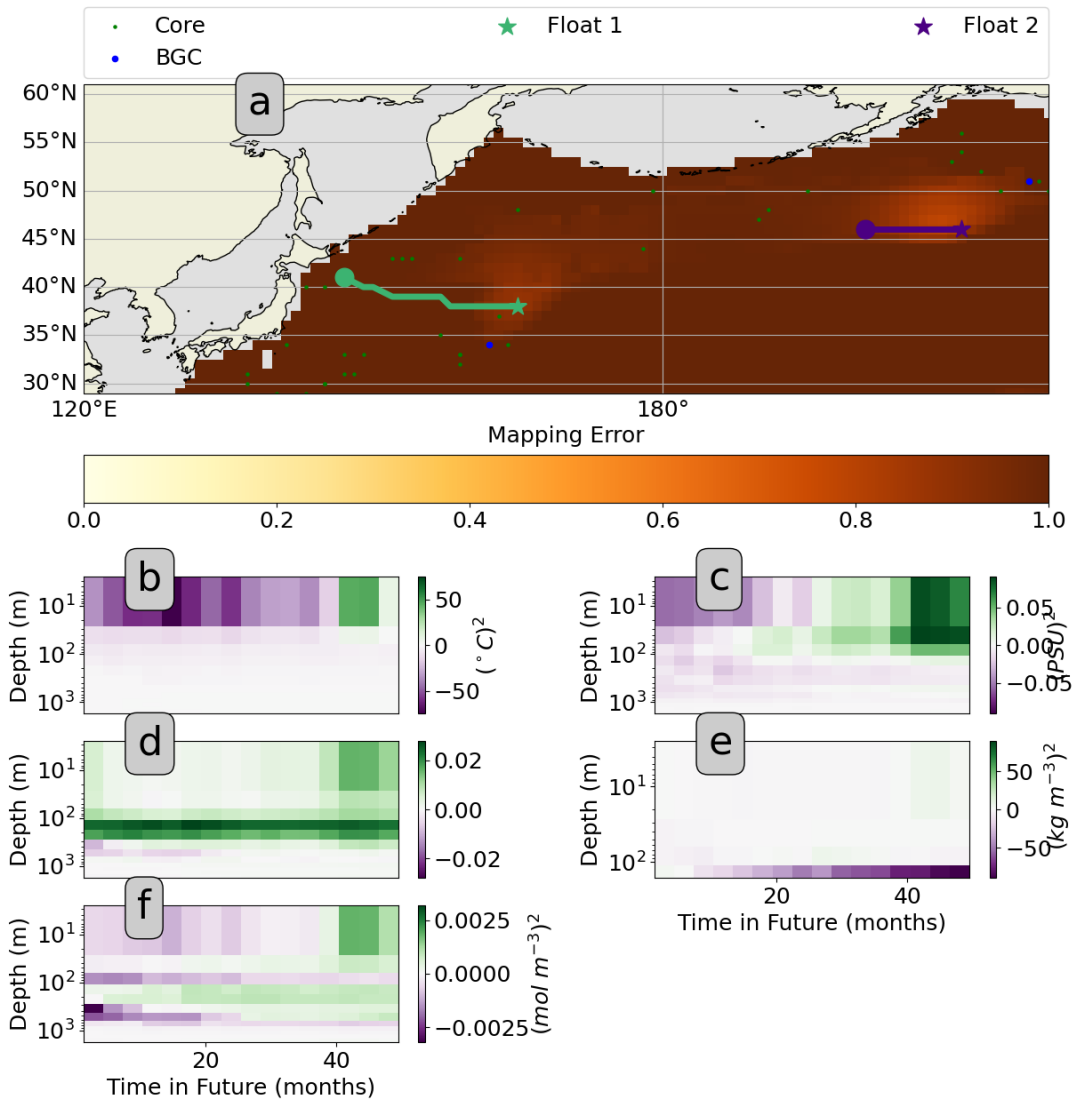 Core
Float 1
Float 2
BGC
a
60°N
55°N
50°N
45°N
40°N
35°N
30°N
120°E
180°
Mapping Error
0.0 0.2 0.4 0.6 0.8 1.0
b
Depth (m)
10¹
10²
10³
50
0
−50
(°C)²
c
Depth (m)
10¹
10²
10³
0.05
0.00
−0.05
(PSU)²
d
Depth (m)
10¹
10²
10³
0.02
0.00
−0.02
e
Depth (m)
10¹
10²
50
0
−50
(kg m⁻³)²
20 40
Time in Future (months)
f
Depth (m)
10¹
10²
10³
0.0025
0.0000
−0.0025
(mol m⁻³)²
20 40
Time in Future (months)